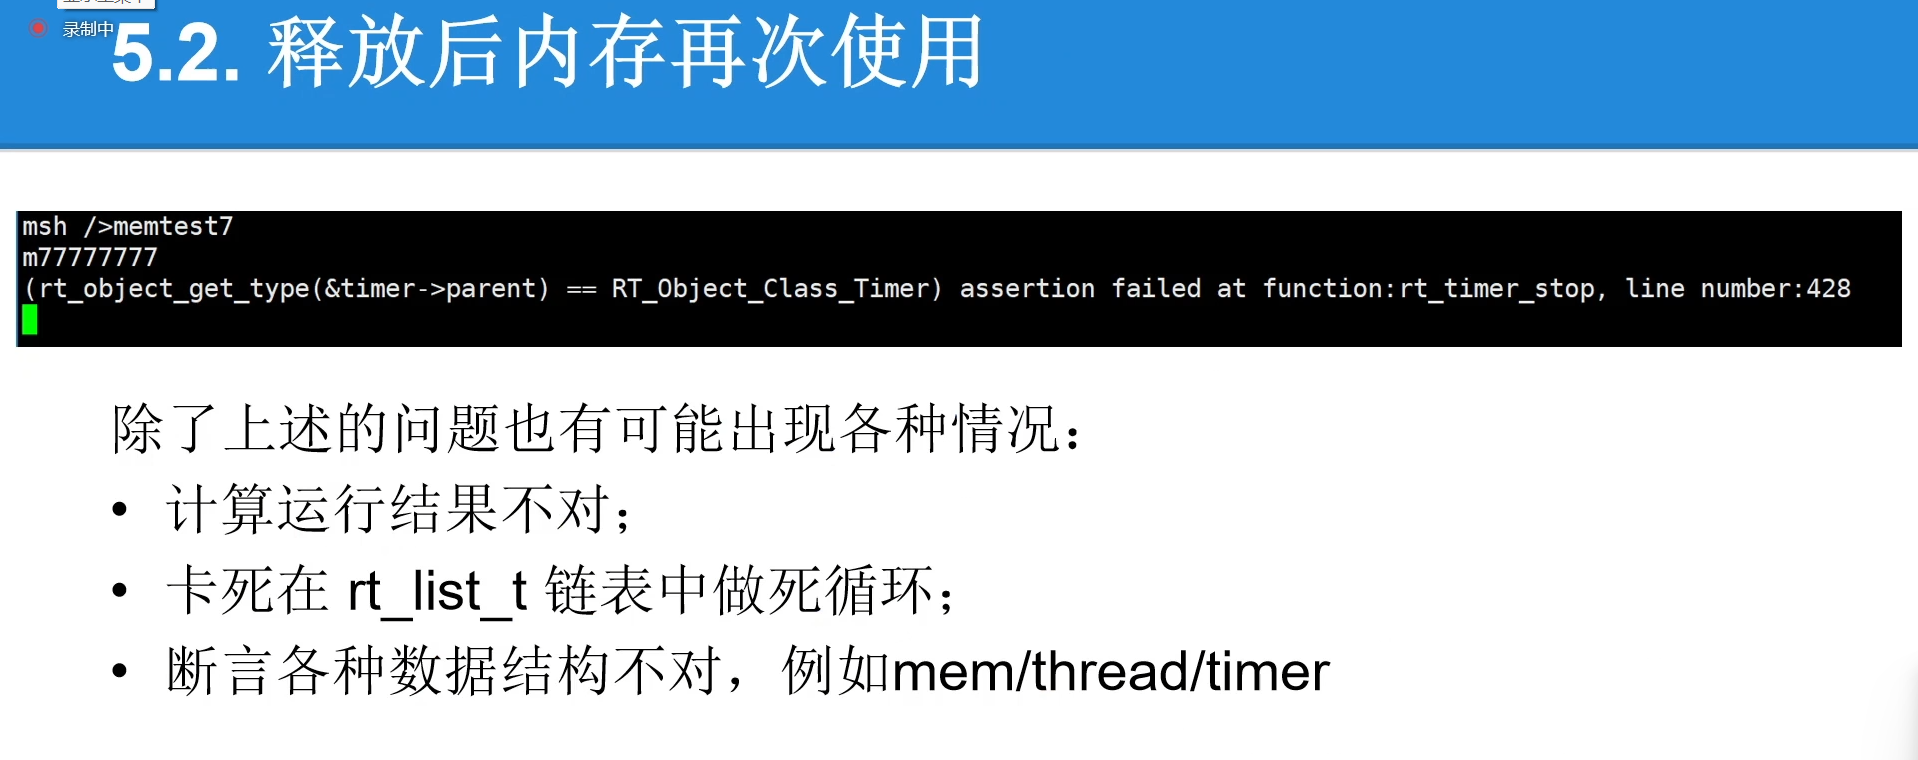 录制中
5.2. 释放后内存再次使用
msh />memtest7
m77777777
(rt_object_get_type(&timer->parent) == RT_Object_Class_Timer) assertion failed at function:rt_timer_stop, line number:428
除了上述的问题也有可能出现各种情况：
• 计算运行结果不对；
• 卡死在 rt_list_t 链表中做死循环；
• 断言各种数据结构不对，例如mem/thread/timer